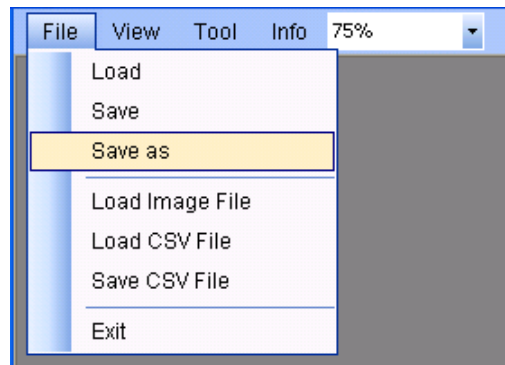 File View Tool Info 75%
Load
Save
Save as
Load Image File
Load CSV File
Save CSV File
Exit